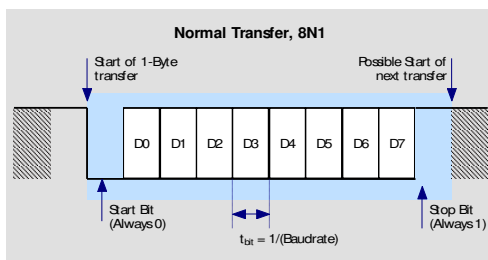 Normal Transfer, 8N1
Start of 1-Byte
transfer
Possible Start of
next transfer
D0 D1 D2 D3 D4 D5 D6 D7
Start Bit
(Always 0)
Stop Bit
(Always 1)
tbit = 1/(Baudrate)